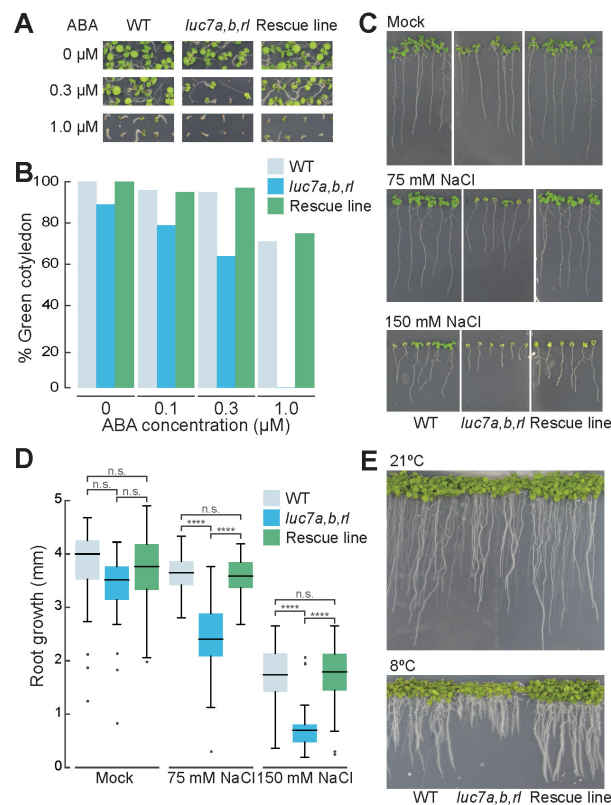 A
ABA WT luc7a,b,rl Rescue line
0 µM
0.3 µM
1.0 µM
B
WT
luc7a,b,rl
Rescue line
% Green cotyledon
100
80
60
40
20
0
0 0.1 0.3 1.0
ABA concentration (µM)
C
Mock
75 mM NaCl
150 mM NaCl
WT luc7a,b,rl Rescue line
D
WT
luc7a,b,rl
Rescue line
Root growth (mm)
5
4
3
2
1
0
n.s.
n.s. n.s.
n.s.
**** ****
n.s.
**** ****
Mock 75 mM NaCl 150 mM NaCl
E
21ºC
8ºC
WT luc7a,b,rl Rescue line